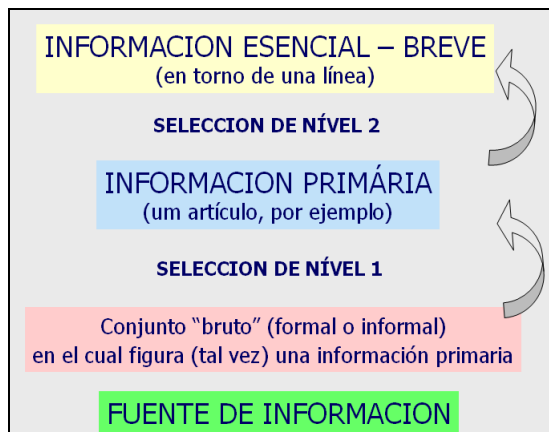 INFORMACION ESENCIAL – BREVE
(en torno de una línea)
SELECCION DE NÍVEL 2
INFORMACION PRIMÁRIA
(um artículo, por ejemplo)
SELECCION DE NÍVEL 1
Conjunto “bruto” (formal o informal)
en el cual figura (tal vez) una información primaria
FUENTE DE INFORMACION